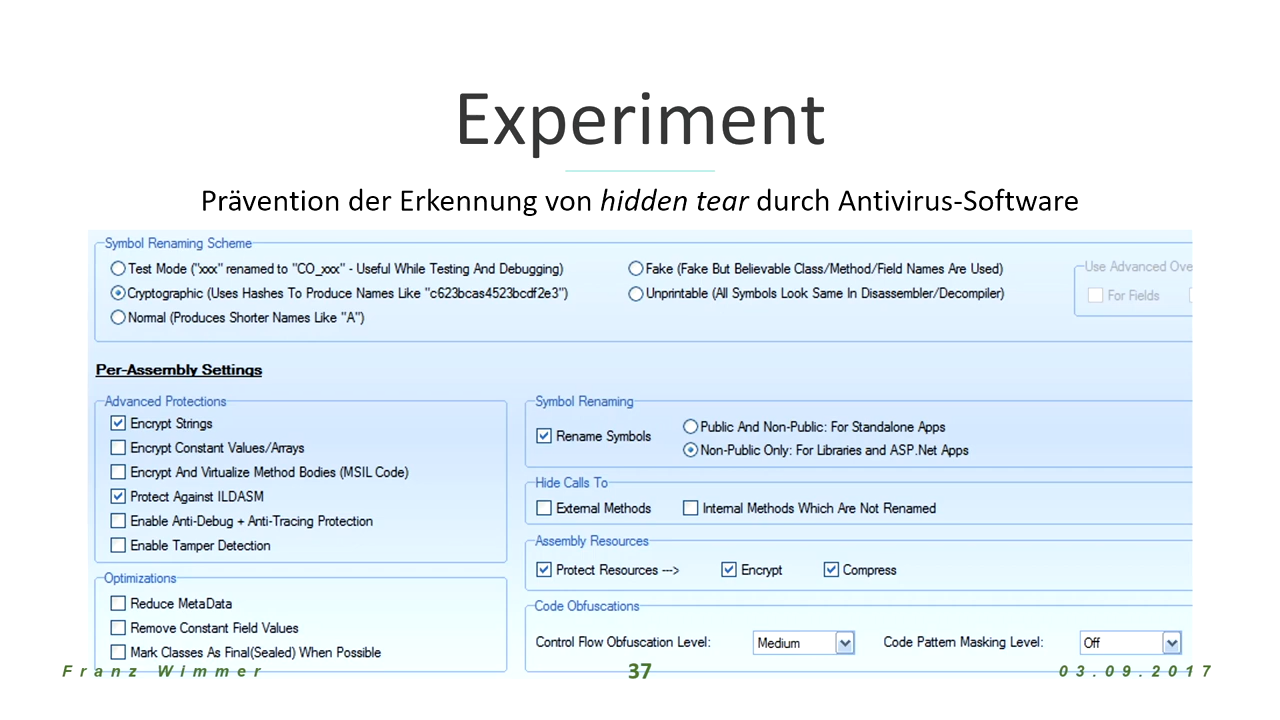 Experiment
Prävention der Erkennung von hidden tear durch Antivirus-Software
Symbol Renaming Scheme
Test Mode ("xxx" renamed to "CO_xxx" - Useful While Testing And Debugging)
Cryptographic (Uses Hashes To Produce Names Like "c623bcas4523bcdf2e3")
Normal (Produces Shorter Names Like "A")
Fake (Fake But Believable Class/Method/Field Names Are Used)
Unprintable (All Symbols Look Same In Disassembler/Decompiler)
Use Advanced Ove
For Fields
Per-Assembly Settings
Advanced Protections
Encrypt Strings
Encrypt Constant Values/Arrays
Encrypt And Virtualize Method Bodies (MSIL Code)
Protect Against ILDASM
Enable Anti-Debug + Anti-Tracing Protection
Enable Tamper Detection
Optimizations
Reduce MetaData
Remove Constant Field Values
Mark Classes As Final(Sealed) When Possible
Symbol Renaming
Rename Symbols
Public And Non-Public: For Standalone Apps
Non-Public Only: For Libraries and ASP.Net Apps
Hide Calls To
External Methods
Internal Methods Which Are Not Renamed
Assembly Resources
Protect Resources --->
Encrypt
Compress
Code Obfuscations
Control Flow Obfuscation Level:
Medium
Code Pattern Masking Level:
Off
Franz Wimmer
37
03.09.2017